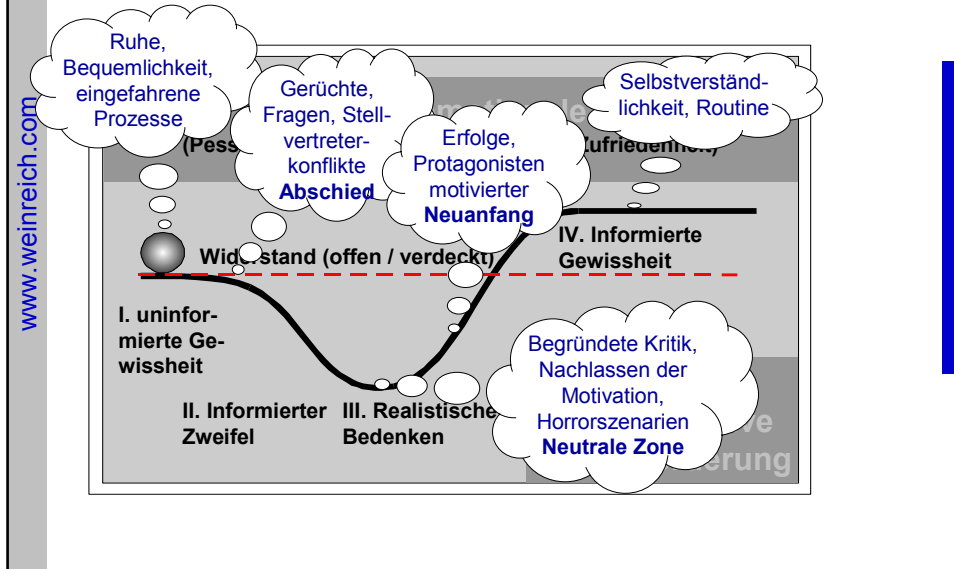 www.weinreich.com
Ruhe,
Bequemlichkeit,
eingefahrene
Prozesse
Gerüchte,
Fragen, Stell-
vertreter-
konflikte
Abschied
Erfolge,
Protagonisten
motivierter
Neuanfang
Selbstverständ-
lichkeit, Routine
Zufriedenheit)
Widerstand (offen / verdeckt)
IV. Informierte
Gewissheit
I. uninfor-
mierte Ge-
wissheit
II. Informierter
Zweifel
III. Realistische
Bedenken
Begründete Kritik,
Nachlassen der
Motivation,
Horrorszenarien
Neutrale Zone